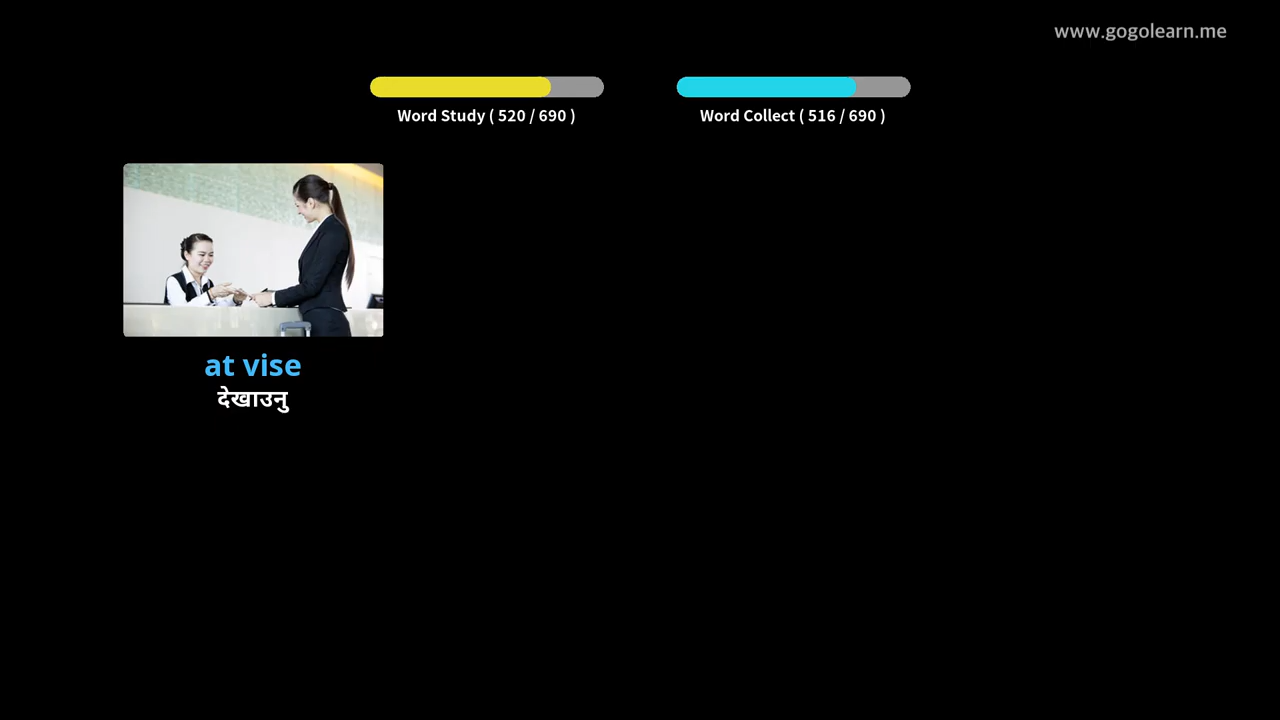 www.gogolearn.me
Word Study ( 520 / 690 )
Word Collect ( 516 / 690 )
at vise
देखाउनु